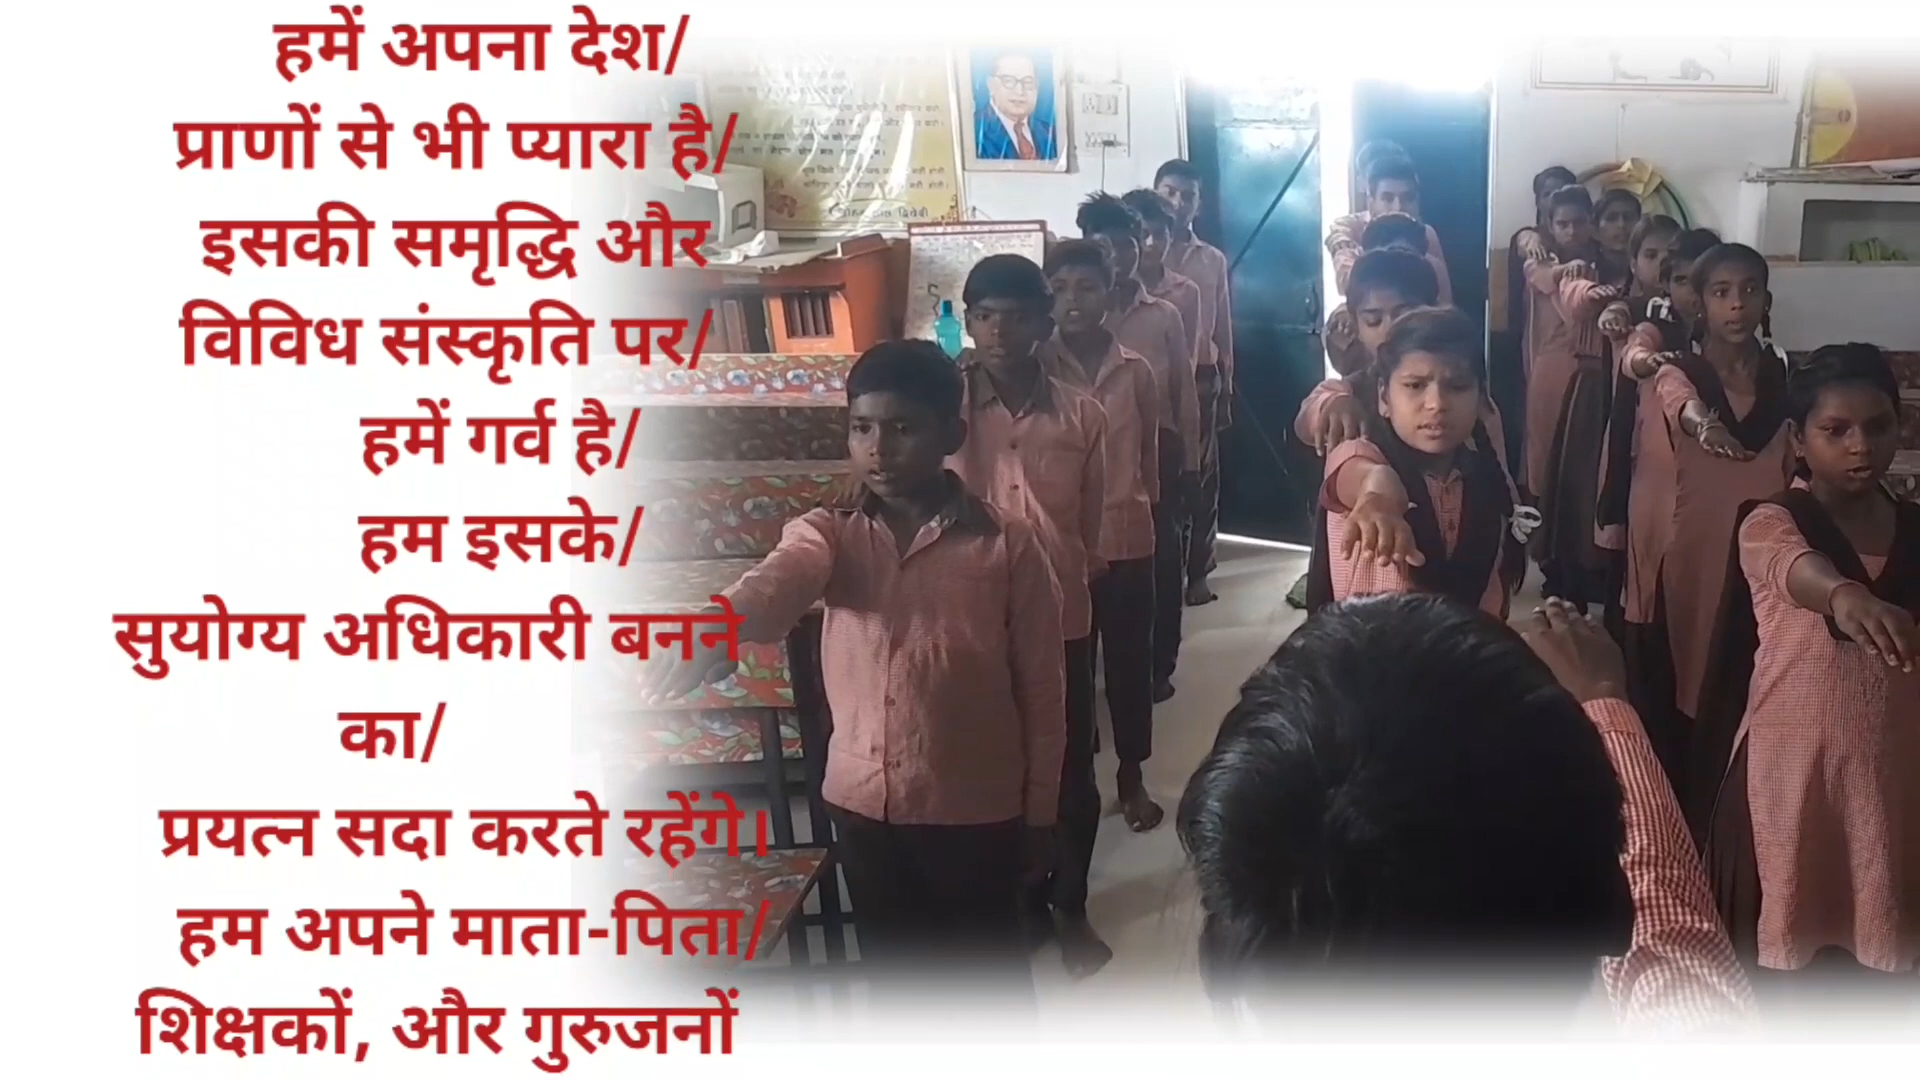 हमें अपना देश/
प्राणों से भी प्यारा है/
इसकी समृद्धि और
विविध संस्कृति पर/
हमें गर्व है/
हम इसके/
सुयोग्य अधिकारी बनने
का/
प्रयत्न सदा करते रहेंगे।
हम अपने माता-पिता/
शिक्षकों, और गुरुजनों
द्विवेदी